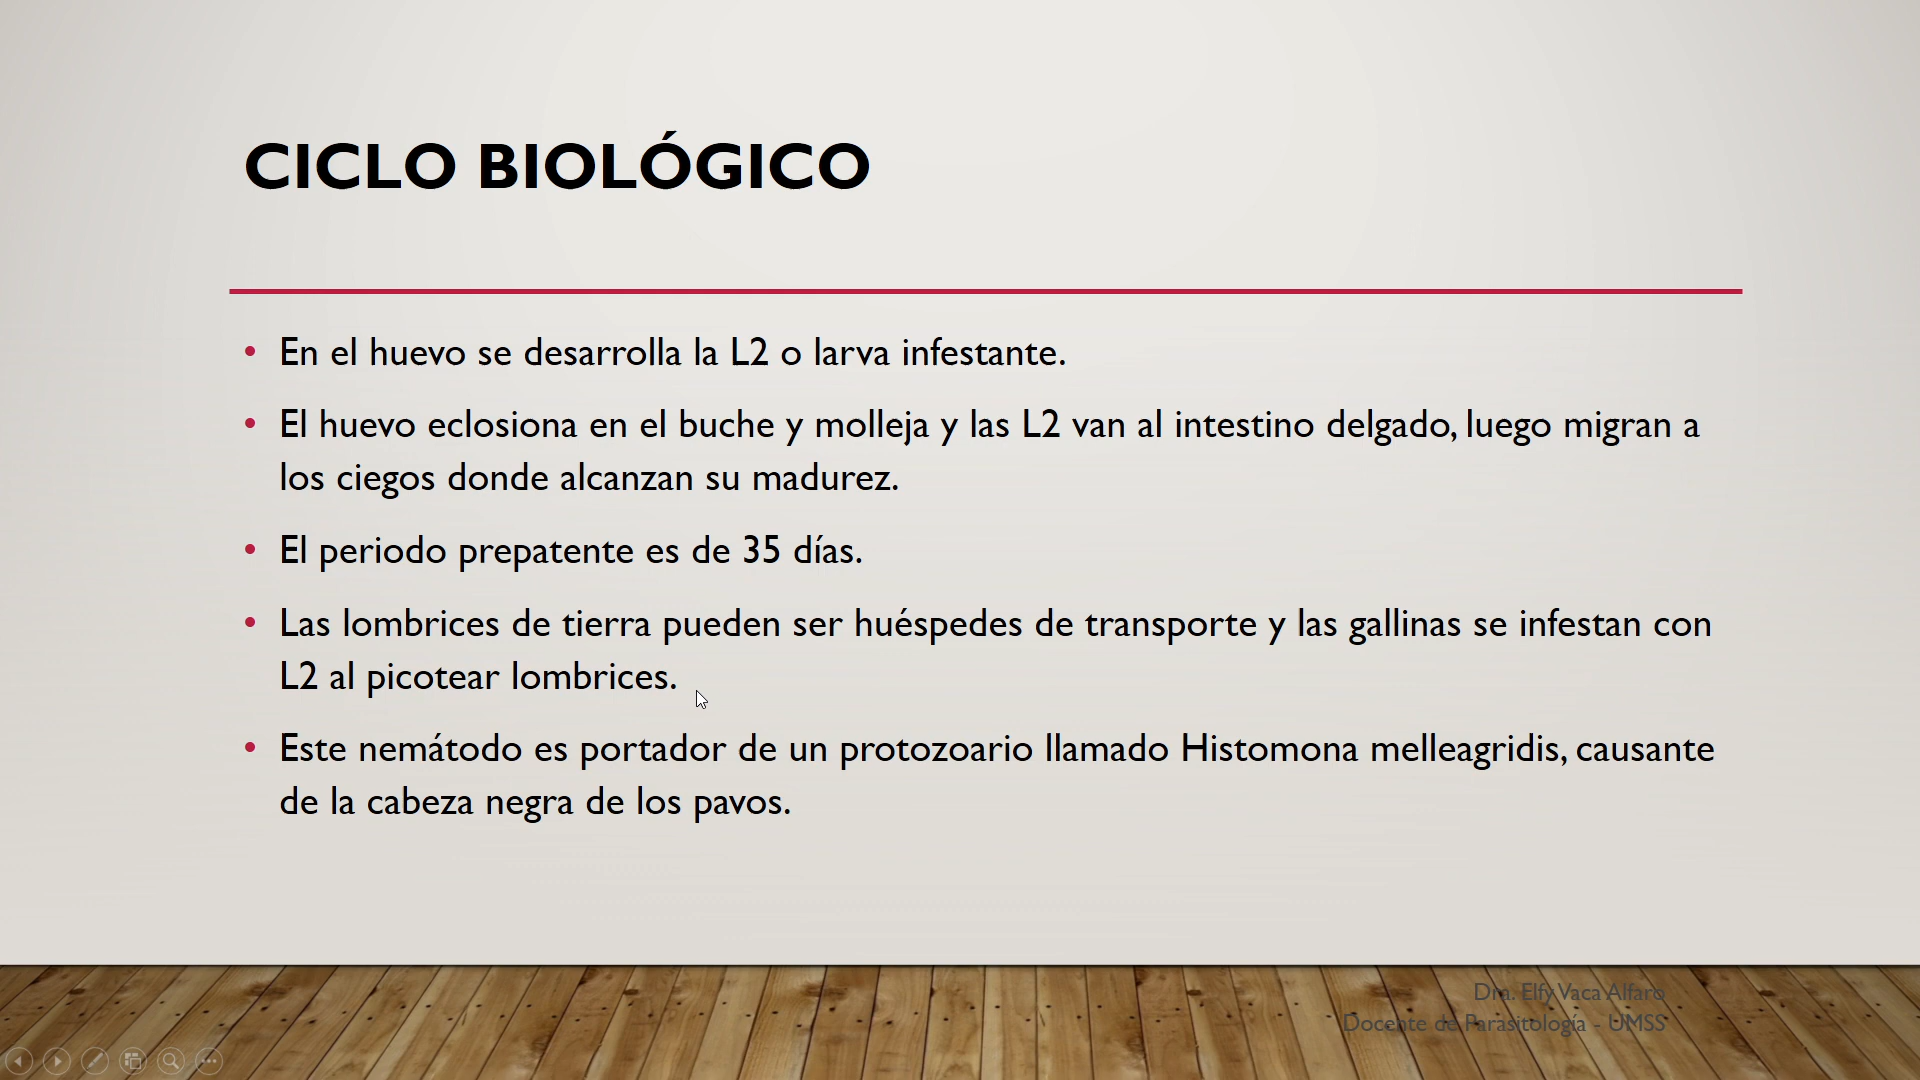 CICLO BIOLÓGICO
• En el huevo se desarrolla la L2 o larva infestante.
• El huevo eclosiona en el buche y molleja y las L2 van al intestino delgado, luego migran a
los ciegos donde alcanzan su madurez.
• El periodo prepatente es de 35 días.
• Las lombrices de tierra pueden ser huéspedes de transporte y las gallinas se infestan con
L2 al picotear lombrices.
• Este nemátodo es portador de un protozoario llamado Histomona melleagridis, causante
de la cabeza negra de los pavos.
Dra. Elfy Vaca Alfaro
Docente de Parasitología - UMSS